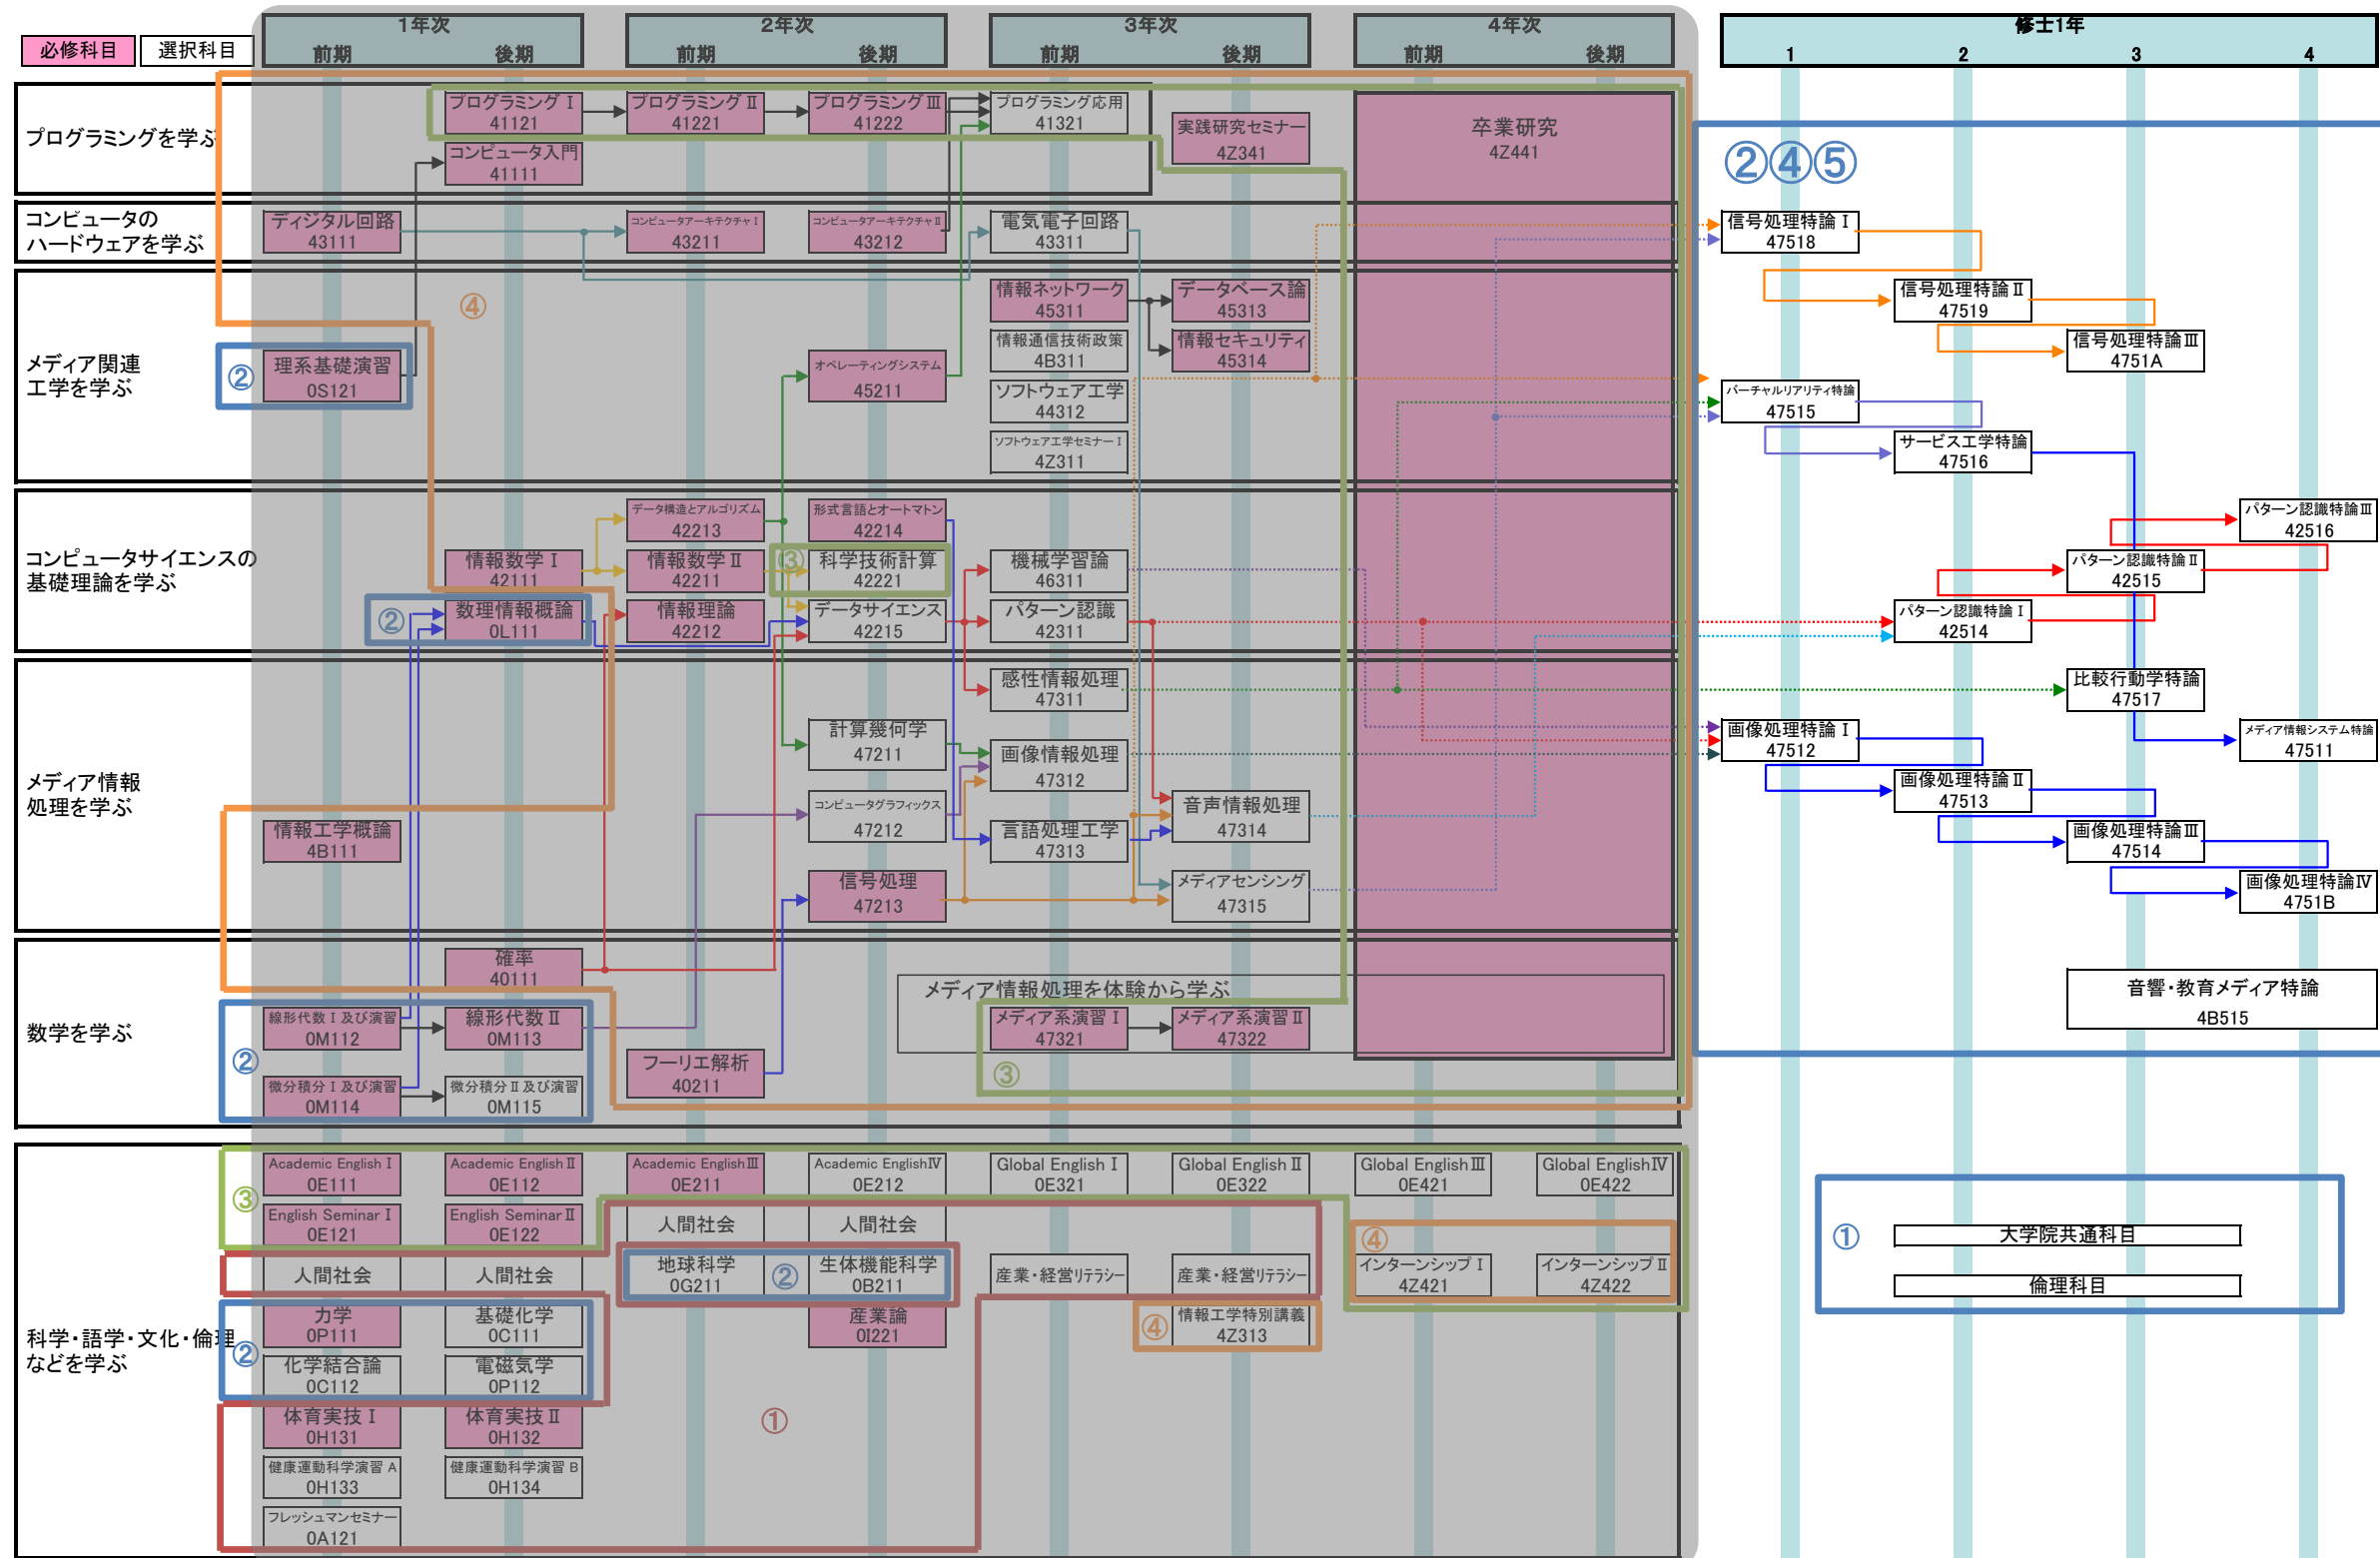 1年次
2年次
3年次
4年次
修士1年
必修科目
選択科目
前期
後期
前期
後期
前期
後期
前期
後期
1
2
3
4
プログラミングを学ぶ
プログラミングⅠ
41121
プログラミングⅡ
41221
プログラミングⅢ
41222
プログラミング応用
41321
実践研究セミナー
4Z341
卒業研究
4Z441
コンピュータ入門
41111
②④⑤
コンピュータの
ハードウェアを学ぶ
ディジタル回路
43111
コンピュータアーキテクチャⅠ
43211
コンピュータアーキテクチャⅡ
43212
電気電子回路
43311
信号処理特論Ⅰ
47518
メディア関連
工学を学ぶ
④
情報ネットワーク
45311
データベース論
45313
信号処理特論Ⅱ
47519
②
理系基礎演習
0S121
オペレーティングシステム
45211
情報通信技術政策
4B311
情報セキュリティ
45314
信号処理特論Ⅲ
4751A
ソフトウェア工学
44312
バーチャルリアリティ特論
47515
ソフトウェア工学セミナーⅠ
4Z311
サービス工学特論
47516
コンピュータサイエンスの
基礎理論を学ぶ
データ構造とアルゴリズム
42213
形式言語とオートマトン
42214
パターン認識特論Ⅲ
42516
情報数学Ⅰ
42111
情報数学Ⅱ
42211
③
科学技術計算
42221
機械学習論
46311
パターン認識特論Ⅱ
42515
②
数理情報概論
0L111
情報理論
42212
データサイエンス
42215
パターン認識
42311
パターン認識特論Ⅰ
42514
メディア情報
処理を学ぶ
感性情報処理
47311
比較行動学特論
47517
計算幾何学
47211
画像情報処理
47312
画像処理特論Ⅰ
47512
メディア情報システム特論
47511
コンピュータグラフィックス
47212
音声情報処理
47314
画像処理特論Ⅱ
47513
情報工学概論
4B111
言語処理工学
47313
画像処理特論Ⅲ
47514
信号処理
47213
メディアセンシング
47315
画像処理特論Ⅳ
4751B
数学を学ぶ
確率
40111
メディア情報処理を体験から学ぶ
音響・教育メディア特論
4B515
②
線形代数Ⅰ及び演習
0M112
線形代数Ⅱ
0M113
メディア系演習Ⅰ
47321
メディア系演習Ⅱ
47322
フーリエ解析
40211
③
微分積分Ⅰ及び演習
0M114
微分積分Ⅱ及び演習
0M115
科学・語学・文化・倫理
などを学ぶ
③
Academic EnglishⅠ
0E111
Academic EnglishⅡ
0E112
Academic EnglishⅢ
0E211
Academic EnglishⅣ
0E212
Global EnglishⅠ
0E321
Global EnglishⅡ
0E322
Global EnglishⅢ
0E421
Global EnglishⅣ
0E422
English SeminarⅠ
0E121
English SeminarⅡ
0E122
人間社会
人間社会
④
①
大学院共通科目
倫理科目
人間社会
人間社会
地球科学
0G211
②
生体機能科学
0B211
産業・経営リテラシー
産業・経営リテラシー
インターンシップⅠ
4Z421
インターンシップⅡ
4Z422
②
力学
0P111
基礎化学
0C111
産業論
0I221
④
情報工学特別講義
4Z313
化学結合論
0C112
電磁気学
0P112
体育実技Ⅰ
0H131
体育実技Ⅱ
0H132
①
健康運動科学演習A
0H133
健康運動科学演習B
0H134
フレッシュマンセミナー
0A121